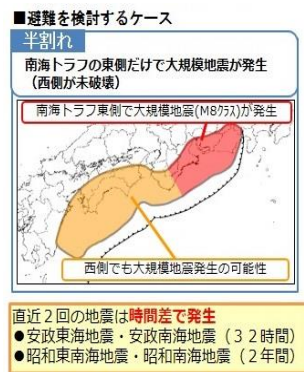 ■避難を検討するケース
半割れ
南海トラフの東側だけで大規模地震が発生
（西側が未破壊）
南海トラフ東側で大規模地震(M8クラス)が発生
西側でも大規模地震発生の可能性
直近２回の地震は時間差で発生
●安政東海地震・安政南海地震（３２時間）
●昭和東南海地震・昭和南海地震（２年間）